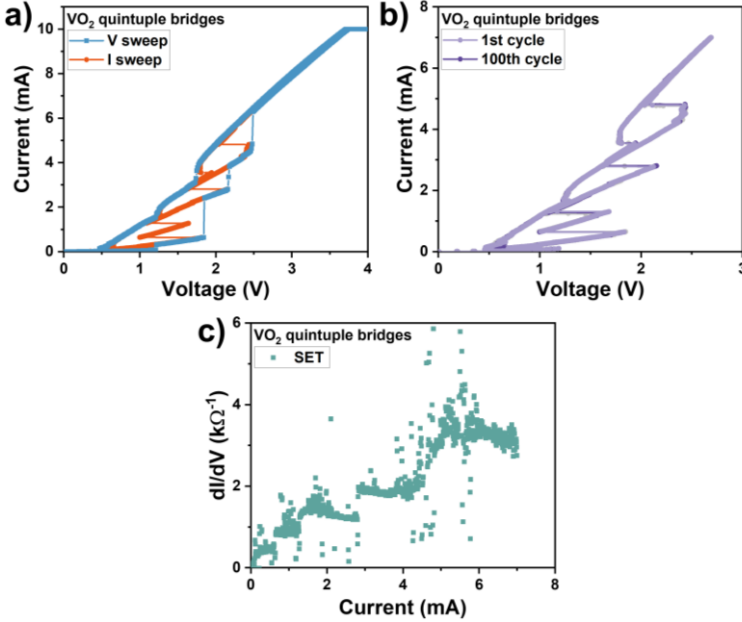 a)
VO₂ quintuple bridges
V sweep
I sweep
10
8
6
4
2
0
Current (mA)
0 1 2 3 4
Voltage (V)
b)
VO₂ quintuple bridges
1st cycle
100th cycle
8
6
4
2
0
Current (mA)
0 1 2 3
Voltage (V)
c)
VO₂ quintuple bridges
SET
6
4
2
0
dI/dV (kΩ⁻¹)
0 2 4 6 8
Current (mA)